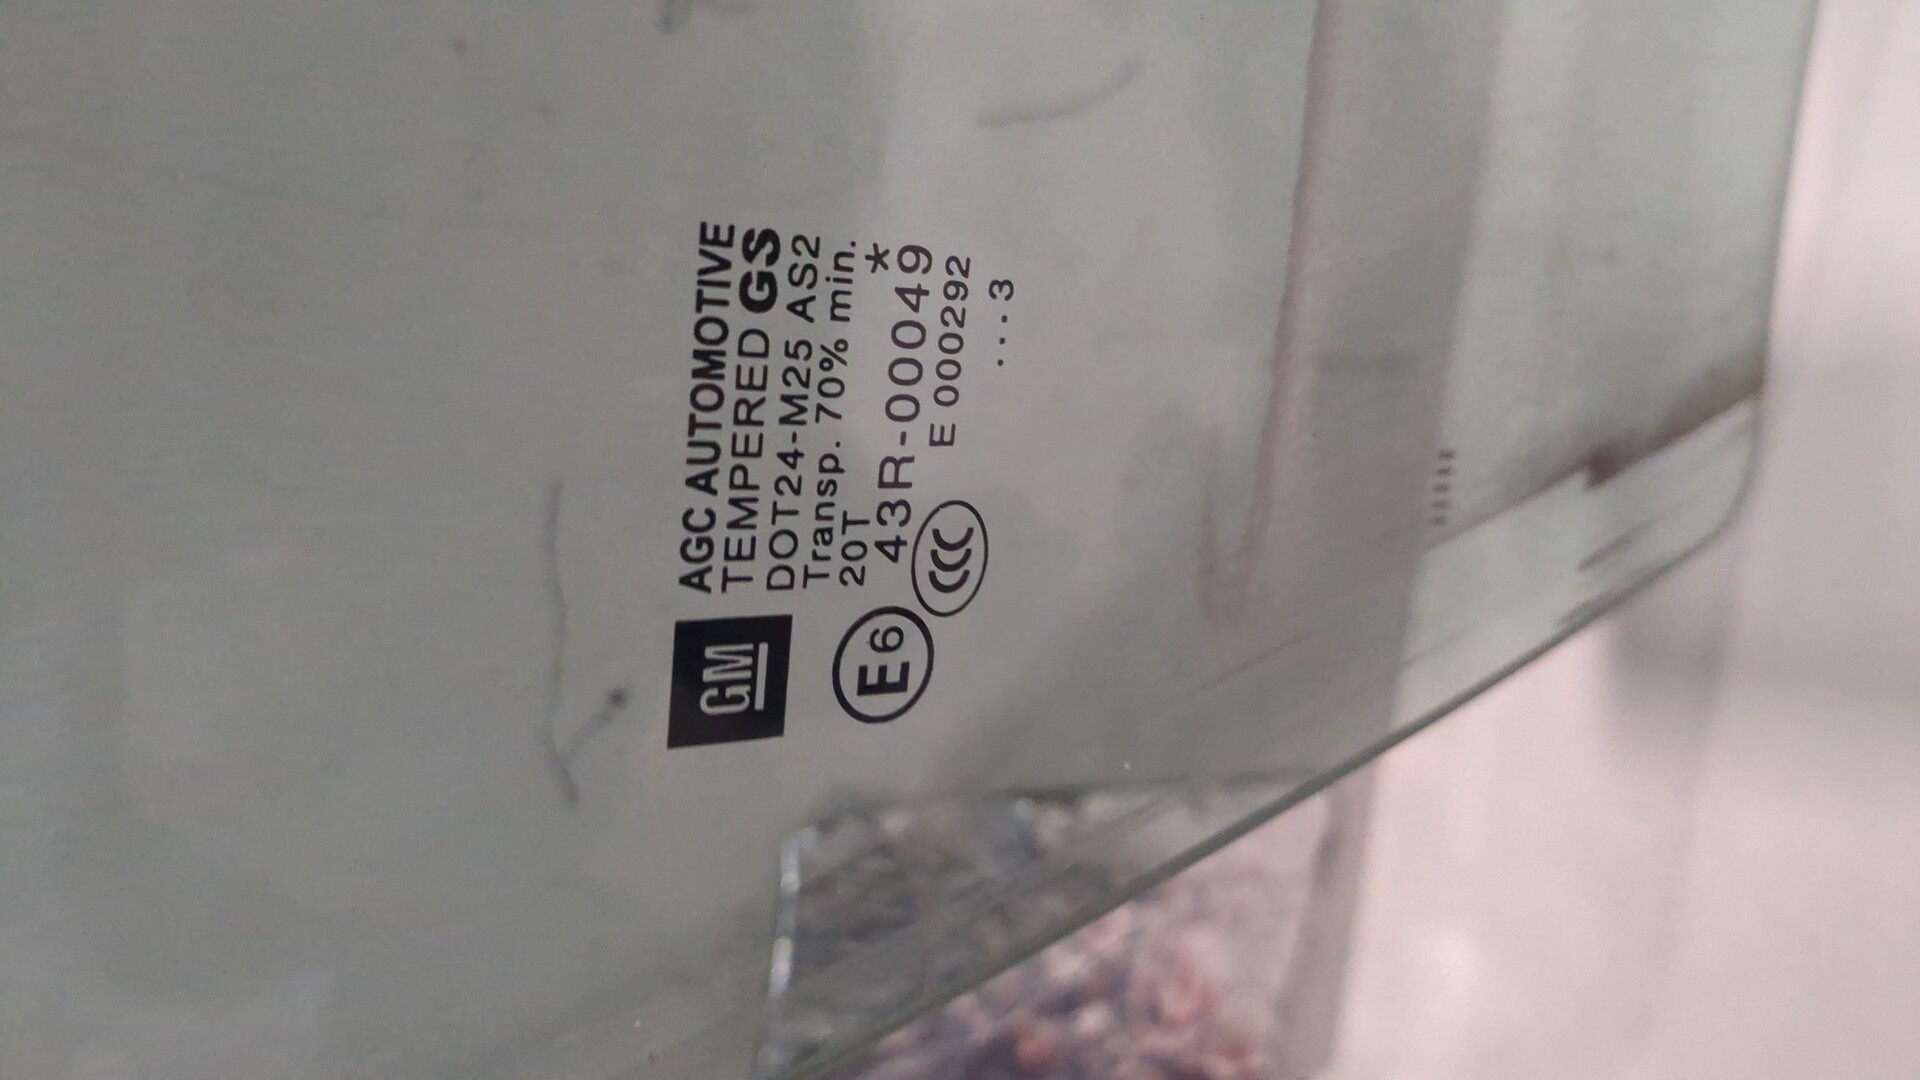 GM
AGC AUTOMOTIVE
TEMPERED GS
DOT24-M25 AS2
Transp. 70% min.
20T *
E6 43R-00049
CCC E 000292
...3